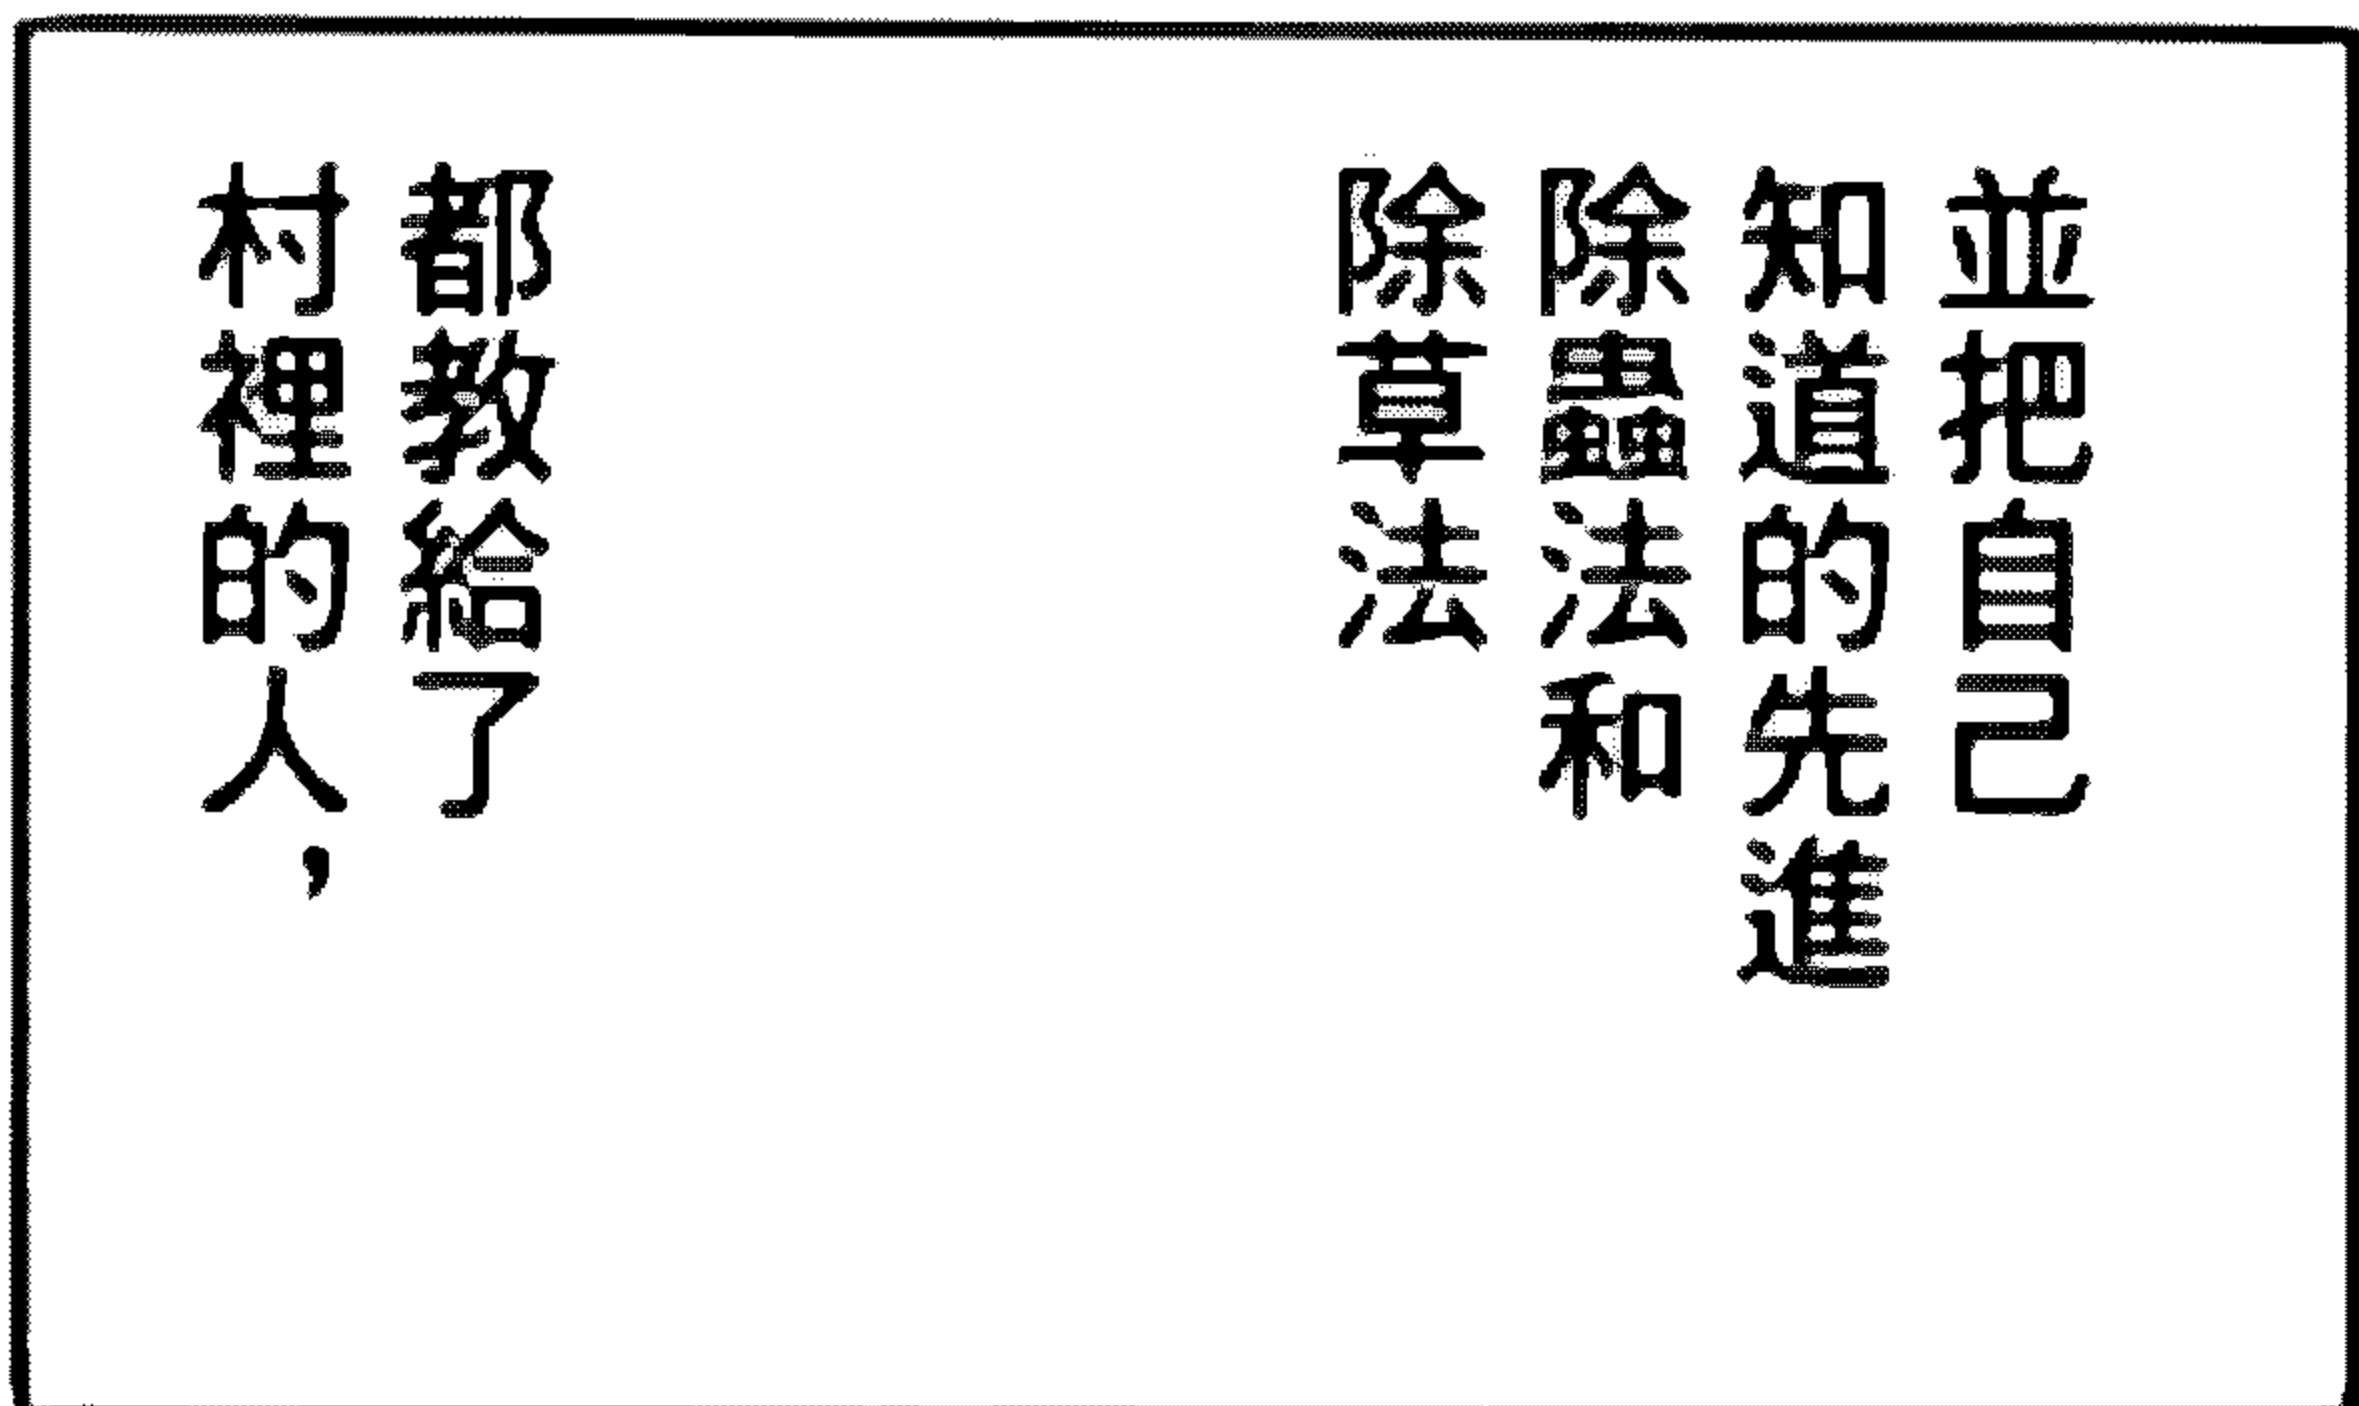 並把自己
知道的先進
除蟲法和
除草法
都教給了
村裡的人，